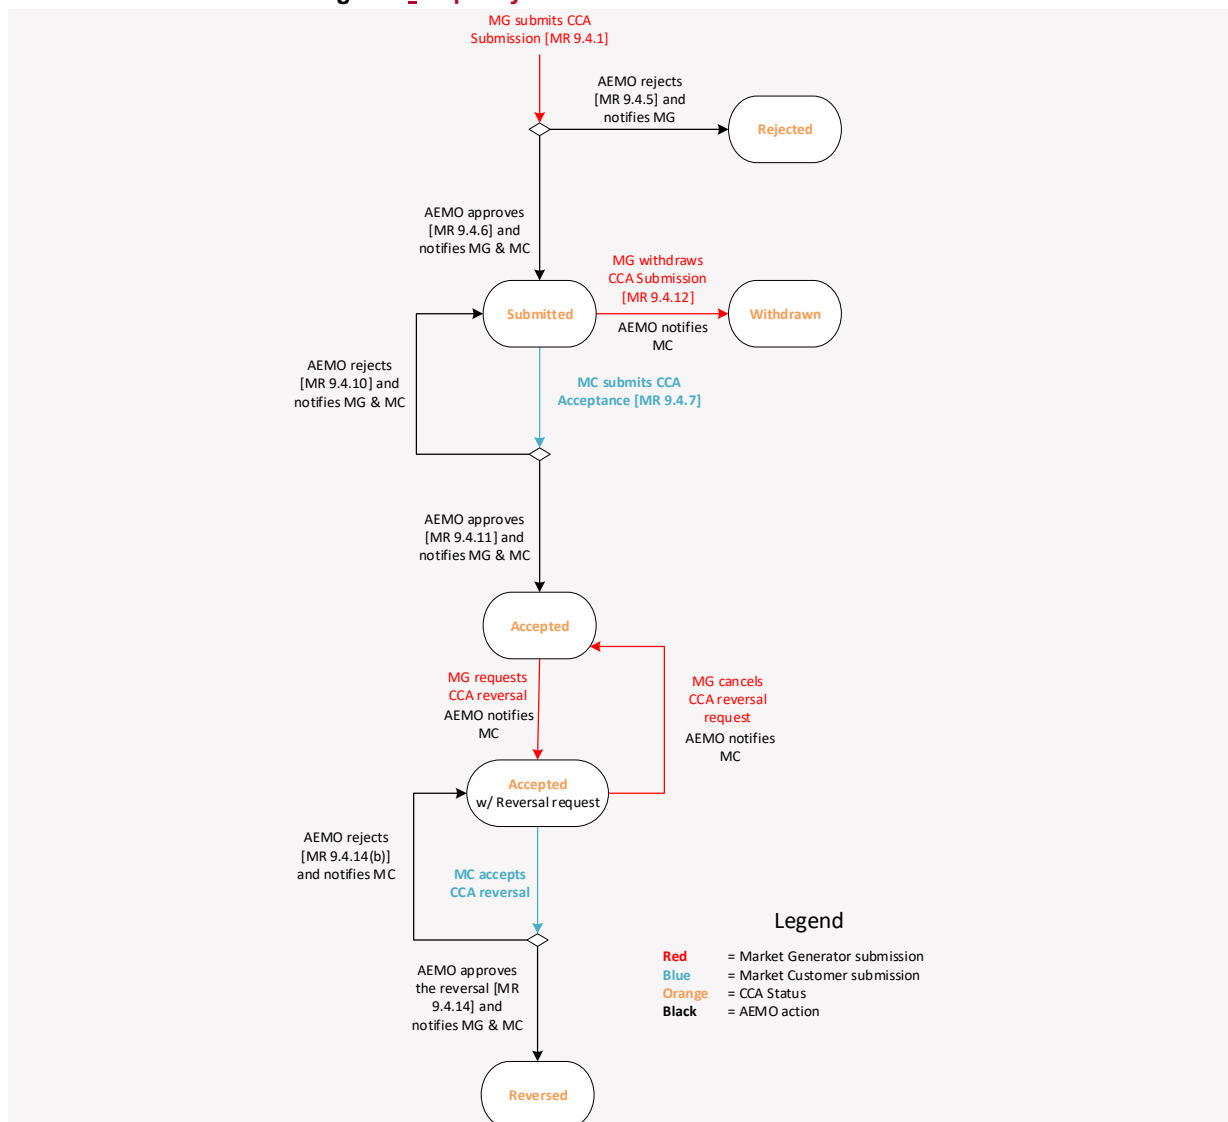 MG submits CCA
Submission [MR 9.4.1]
AEMO rejects
[MR 9.4.5] and
notifies MG
Rejected
AEMO approves
[MR 9.4.6] and
notifies MG & MC
MG withdraws
CCA Submission
[MR 9.4.12]
Submitted
Withdrawn
AEMO notifies
MC
AEMO rejects
[MR 9.4.10] and
notifies MG & MC
MC submits CCA
Acceptance [MR 9.4.7]
AEMO approves
[MR 9.4.11] and
notifies MG & MC
Accepted
MG requests
CCA reversal
AEMO notifies
MC
MG cancels
CCA reversal
request
AEMO notifies
MC
Accepted
w/ Reversal request
AEMO rejects
[MR 9.4.14(b)]
and notifies MC
MC accepts
CCA reversal
Legend
Red = Market Generator submission
Blue = Market Customer submission
Orange = CCA Status
Black = AEMO action
AEMO approves
the reversal [MR
9.4.14] and
notifies MG & MC
Reversed